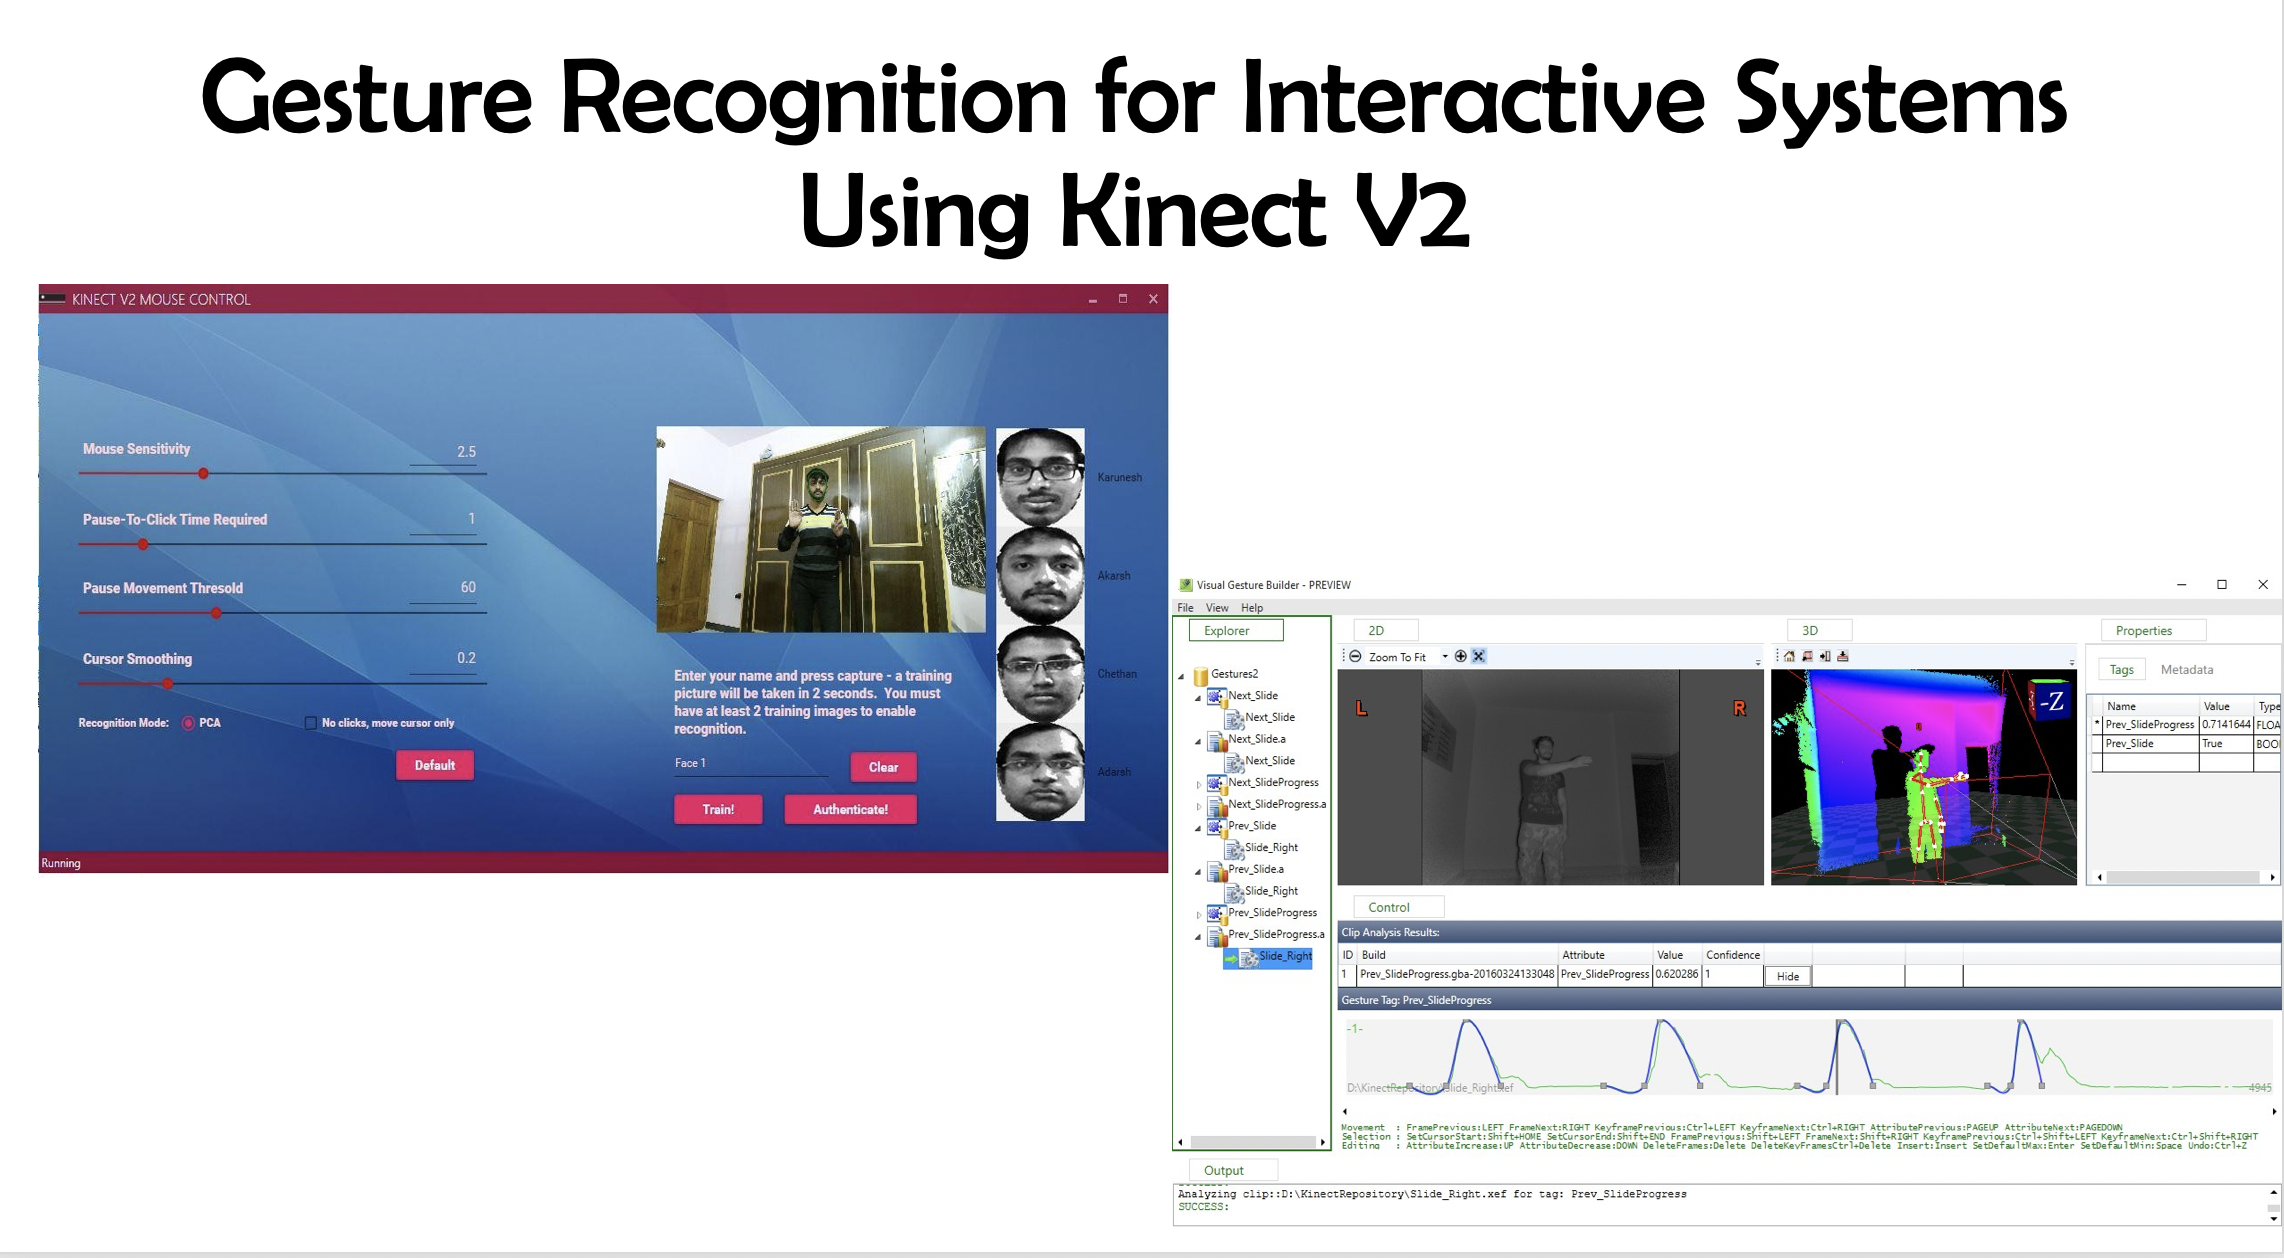 Gesture Recognition for Interactive Systems
Using Kinect V2
KINECT V2 MOUSE CONTROL
Mouse Sensitivity 2.5
Pause-To-Click Time Required 1
Pause Movement Thresold 60
Cursor Smoothing 0.2
Recognition Mode: PCA No clicks, move cursor only
Default
Karunesh
Akarsh
Chethan
Adarsh
Enter your name and press capture - a training
picture will be taken in 2 seconds. You must
have at least 2 training images to enable
recognition.
Face 1 Clear
Train! Authenticate!
Running
Visual Gesture Builder - PREVIEW
File View Help
Explorer
Gestures2
Next_Slide
Next_Slide
Next_Slide.a
Next_Slide
Next_SlideProgress
Next_SlideProgress.a
Prev_Slide
Slide_Right
Prev_Slide.a
Slide_Right
Prev_SlideProgress
Prev_SlideProgress.a
Slide_Right
2D
Zoom To Fit
L R
3D
-Z
Properties
Tags Metadata
Name Value Type
* Prev_SlideProgress 0.7141644 FLOA
Prev_Slide True BOO
Control
Clip Analysis Results:
ID Build Attribute Value Confidence
1 Prev_SlideProgress.gba-20160324133048 Prev_SlideProgress 0.620286 1 Hide
Gesture Tag: Prev_SlideProgress
-1-
D:\KinectRepository\Slide_Right.xef 4945
Movement : FramePrevious:LEFT FrameNext:RIGHT KeyframePrevious:Ctrl+LEFT KeyframeNext:Ctrl+RIGHT AttributePrevious:PAGEUP AttributeNext:PAGEDOWN
Selection : SetCursorStart:Shift+HOME SetCursorEnd:Shift+END FramePrevious:Shift+LEFT FrameNext:Shift+RIGHT KeyframePrevious:Ctrl+Shift+LEFT KeyframeNext:Ctrl+Shift+RIGHT
Editing : AttributeIncrease:UP AttributeDecrease:DOWN DeleteFrames:Delete DeleteKeyFramesCtrl+Delete Insert:Insert SetDefaultMax:Enter SetDefaultMin:Space Undo:Ctrl+Z
Output
Analyzing clip::D:\KinectRepository\Slide_Right.xef for tag: Prev_SlideProgress
SUCCESS: